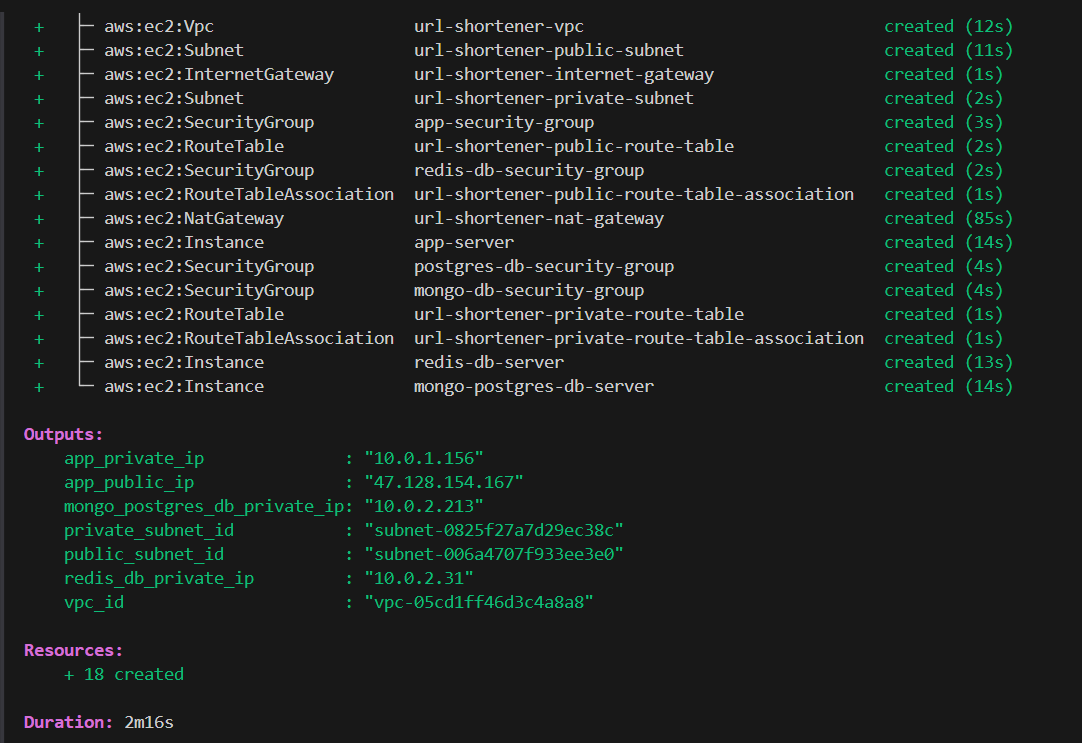 + aws:ec2:Vpc url-shortener-vpc created (12s)
+ aws:ec2:Subnet url-shortener-public-subnet created (11s)
+ aws:ec2:InternetGateway url-shortener-internet-gateway created (1s)
+ aws:ec2:Subnet url-shortener-private-subnet created (2s)
+ aws:ec2:SecurityGroup app-security-group created (3s)
+ aws:ec2:RouteTable url-shortener-public-route-table created (2s)
+ aws:ec2:SecurityGroup redis-db-security-group created (2s)
+ aws:ec2:RouteTableAssociation url-shortener-public-route-table-association created (1s)
+ aws:ec2:NatGateway url-shortener-nat-gateway created (85s)
+ aws:ec2:Instance app-server created (14s)
+ aws:ec2:SecurityGroup postgres-db-security-group created (4s)
+ aws:ec2:SecurityGroup mongo-db-security-group created (4s)
+ aws:ec2:RouteTable url-shortener-private-route-table created (1s)
+ aws:ec2:RouteTableAssociation url-shortener-private-route-table-association created (1s)
+ aws:ec2:Instance redis-db-server created (13s)
+ aws:ec2:Instance mongo-postgres-db-server created (14s)
Outputs:
app_private_ip : "10.0.1.156"
app_public_ip : "47.128.154.167"
mongo_postgres_db_private_ip: "10.0.2.213"
private_subnet_id : "subnet-0825f27a7d29ec38c"
public_subnet_id : "subnet-006a4707f933ee3e0"
redis_db_private_ip : "10.0.2.31"
vpc_id : "vpc-05cd1ff46d3c4a8a8"
Resources:
+ 18 created
Duration: 2m16s